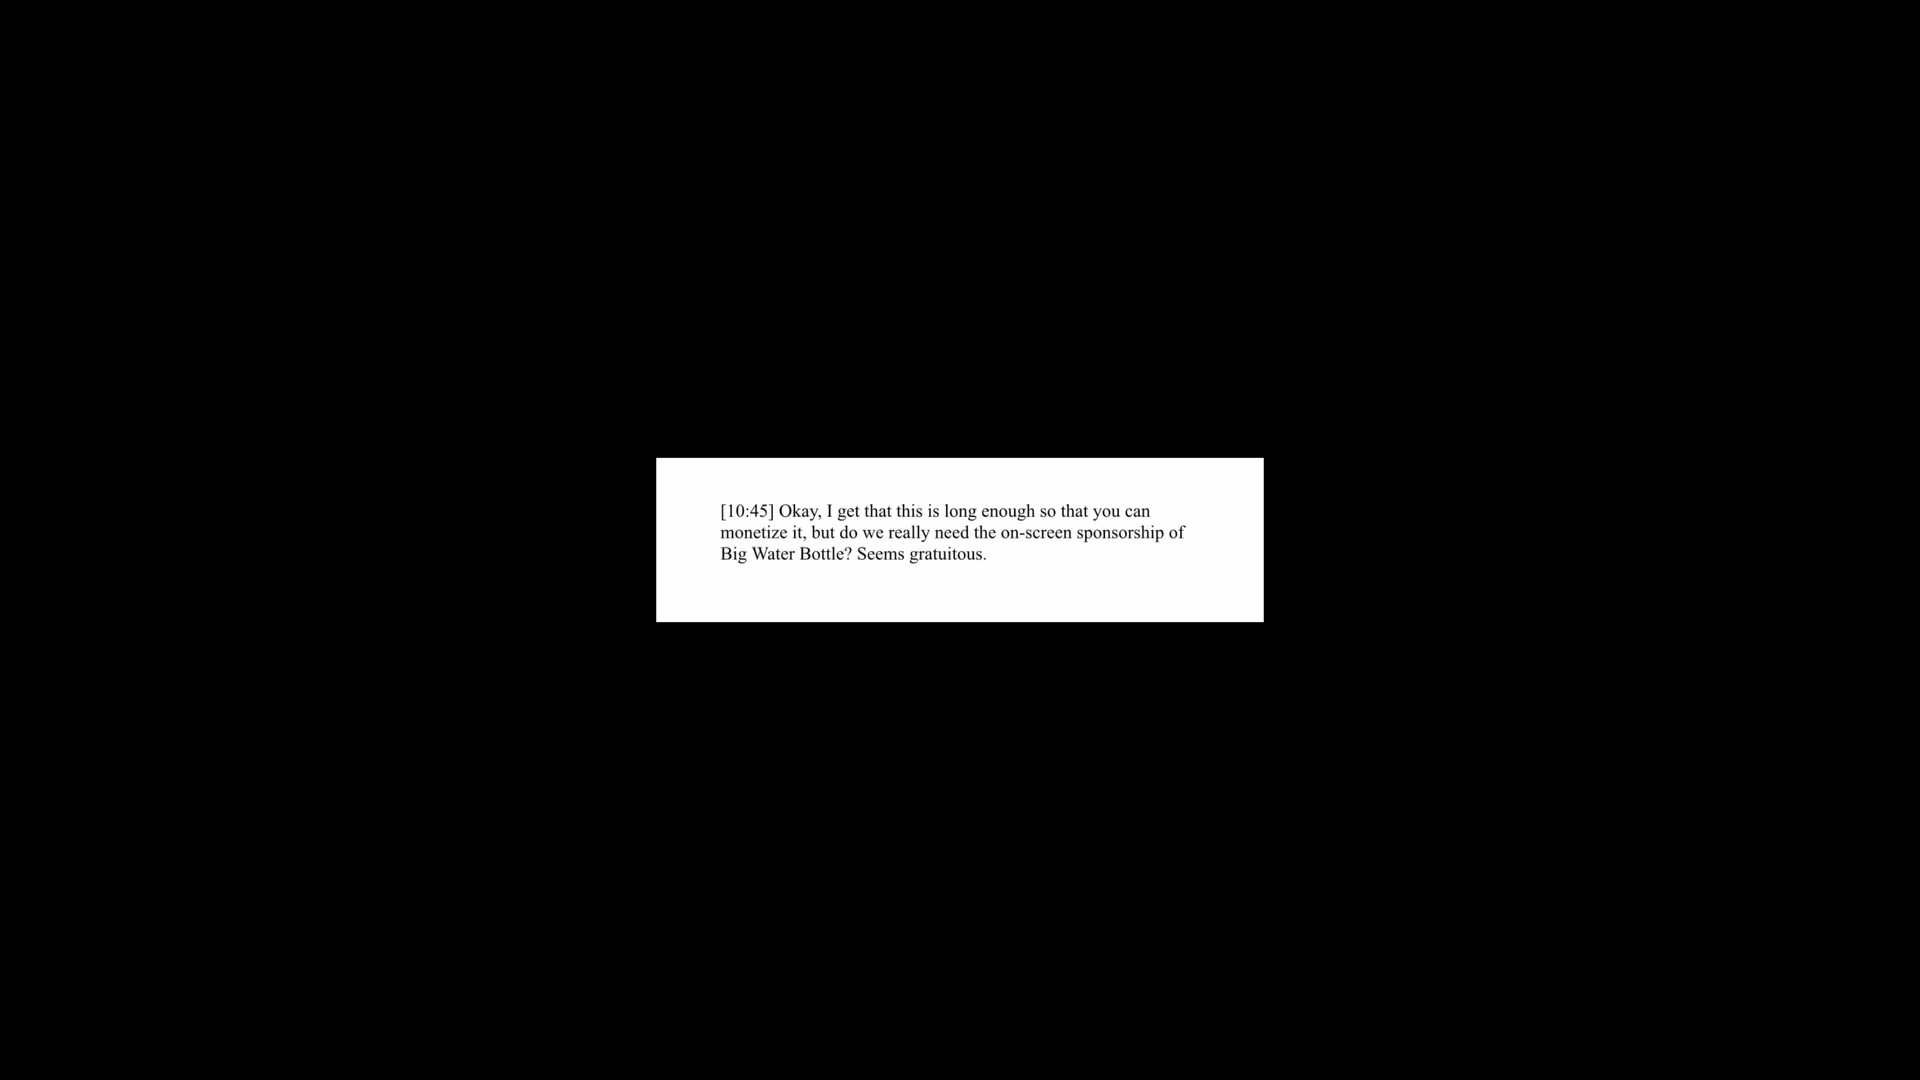 [10:45] Okay, I get that this is long enough so that you can
monetize it, but do we really need the on-screen sponsorship of
Big Water Bottle? Seems gratuitous.